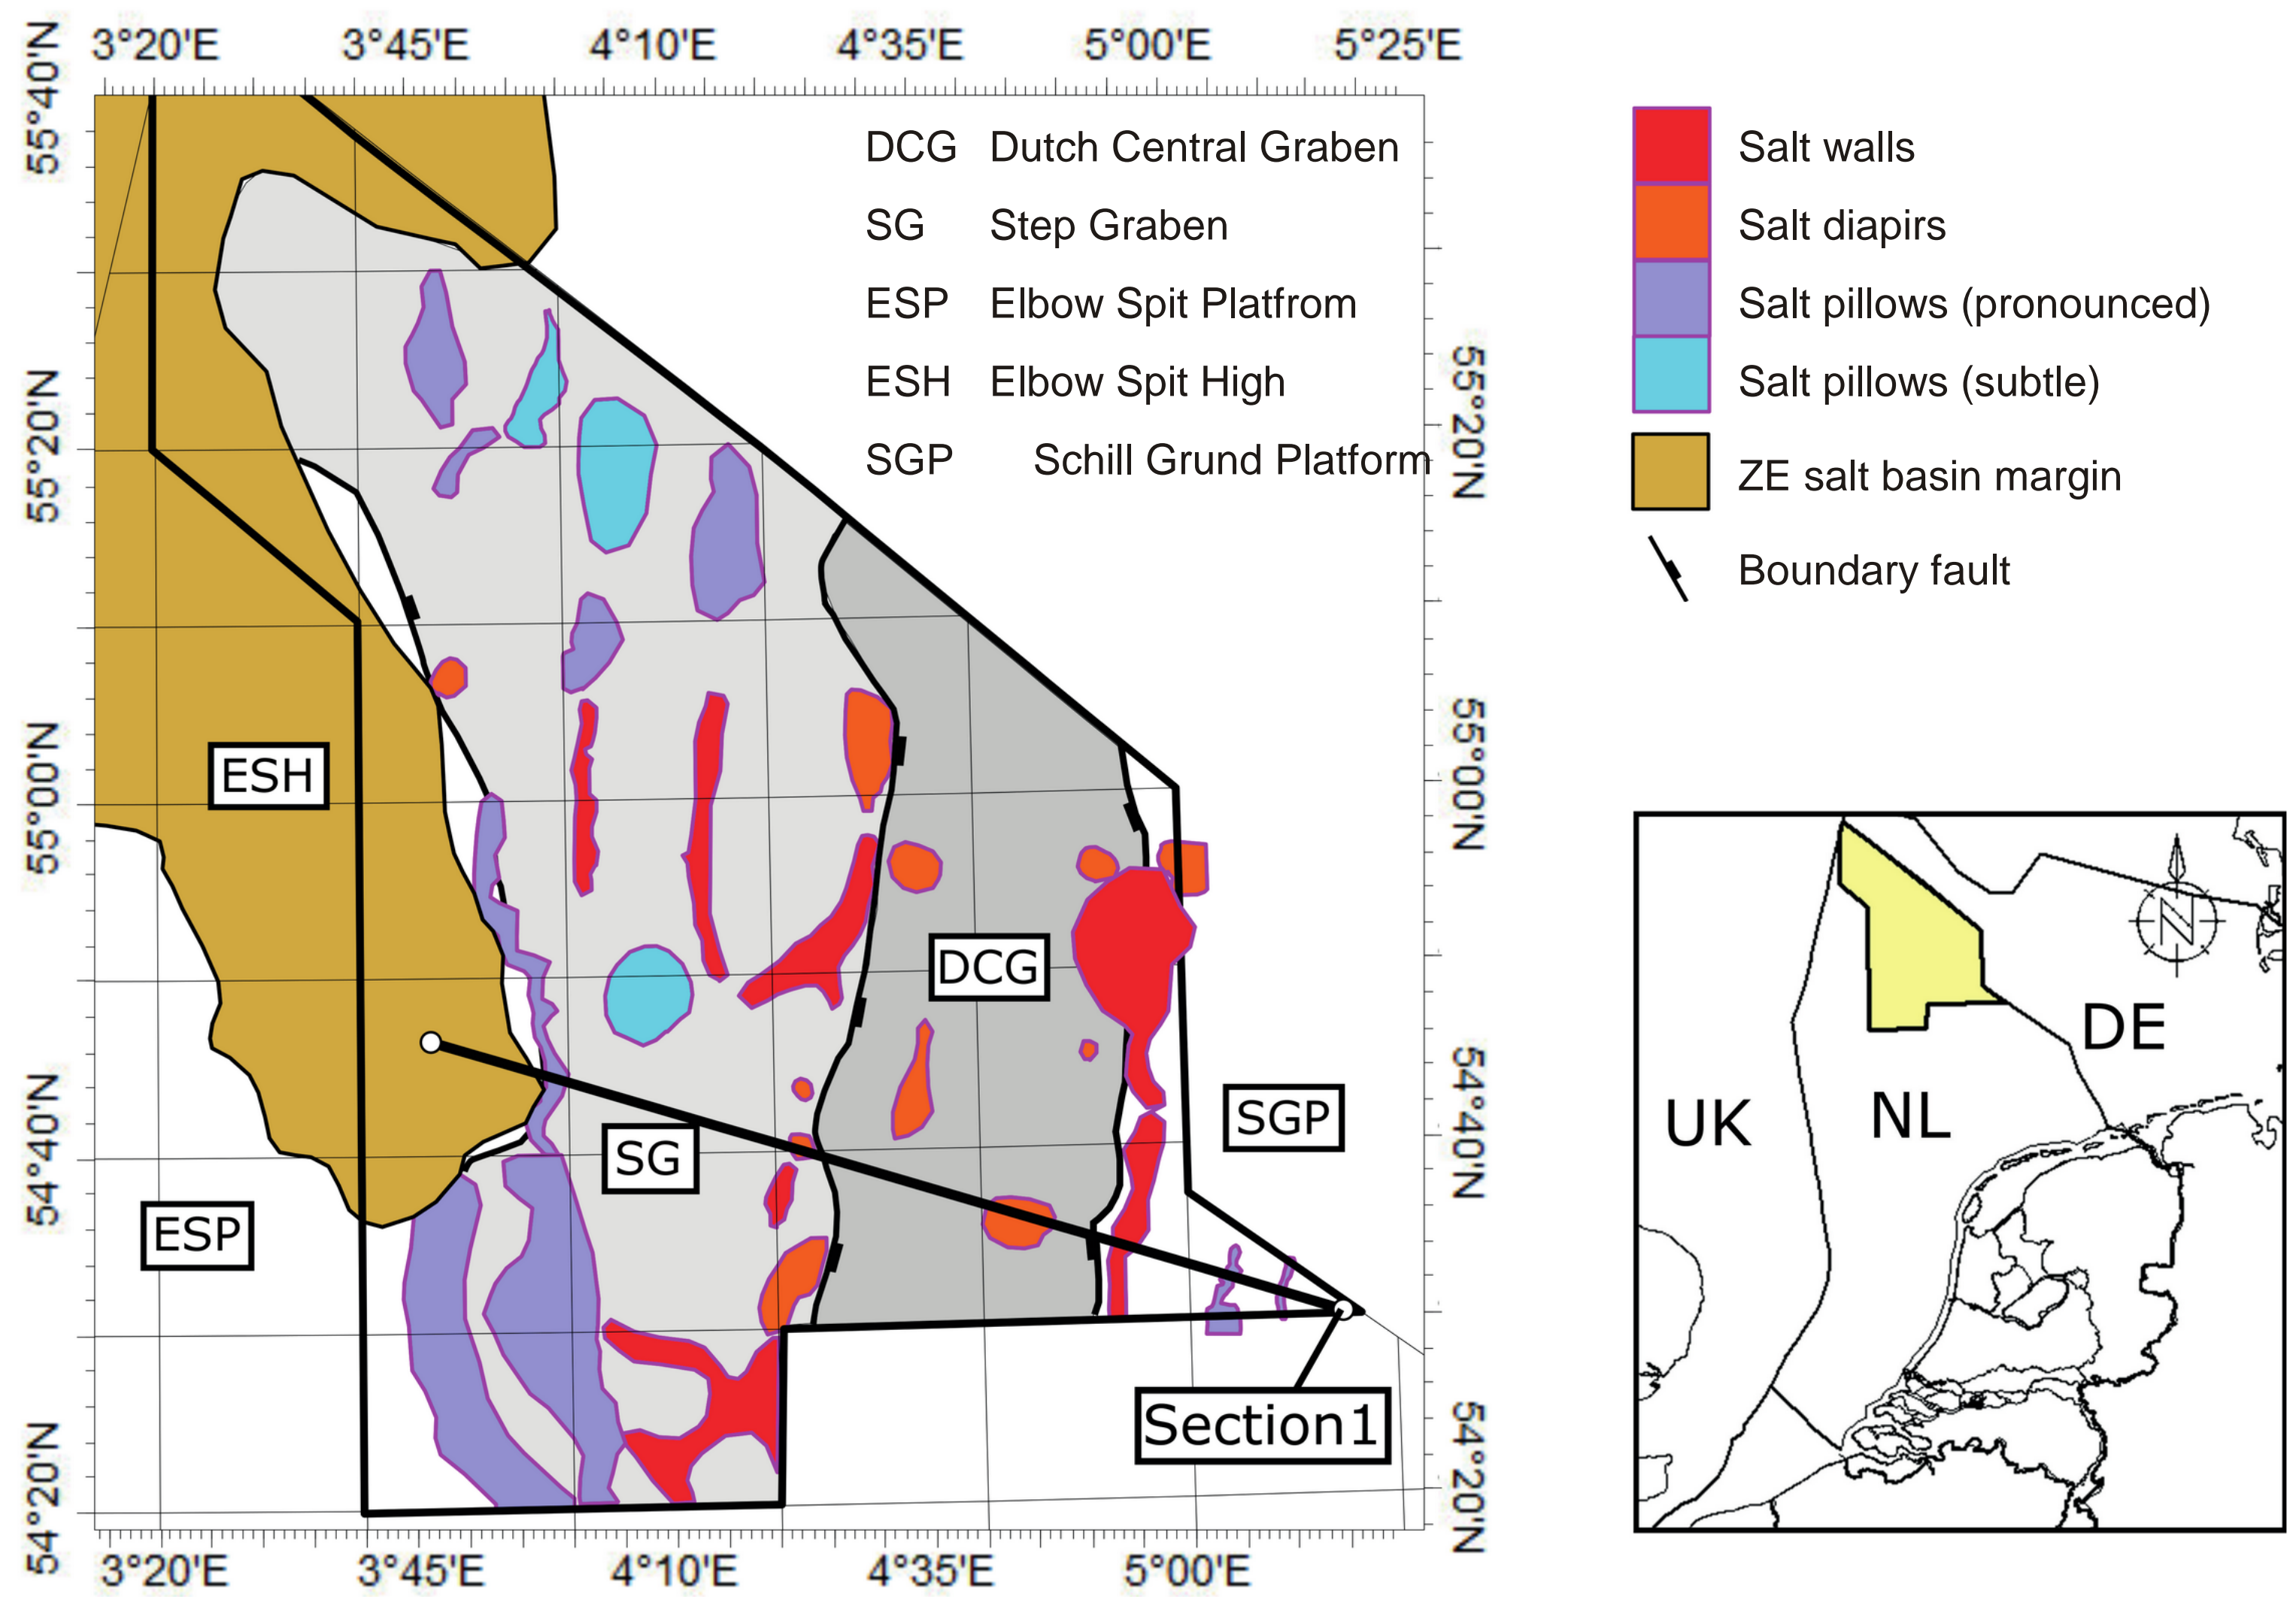 3°20'E 3°45'E 4°10'E 4°35'E 5°00'E 5°25'E
55°40'N
55°20'N
55°00'N
54°40'N
54°20'N
DCG Dutch Central Graben
SG Step Graben
ESP Elbow Spit Platfrom
ESH Elbow Spit High
SGP Schill Grund Platform
55°20'N
55°00'N
54°40'N
54°20'N
ESH
DCG
SG
SGP
ESP
Section1
3°20'E 3°45'E 4°10'E 4°35'E 5°00'E
Salt walls
Salt diapirs
Salt pillows (pronounced)
Salt pillows (subtle)
ZE salt basin margin
Boundary fault
N
DE
UK
NL